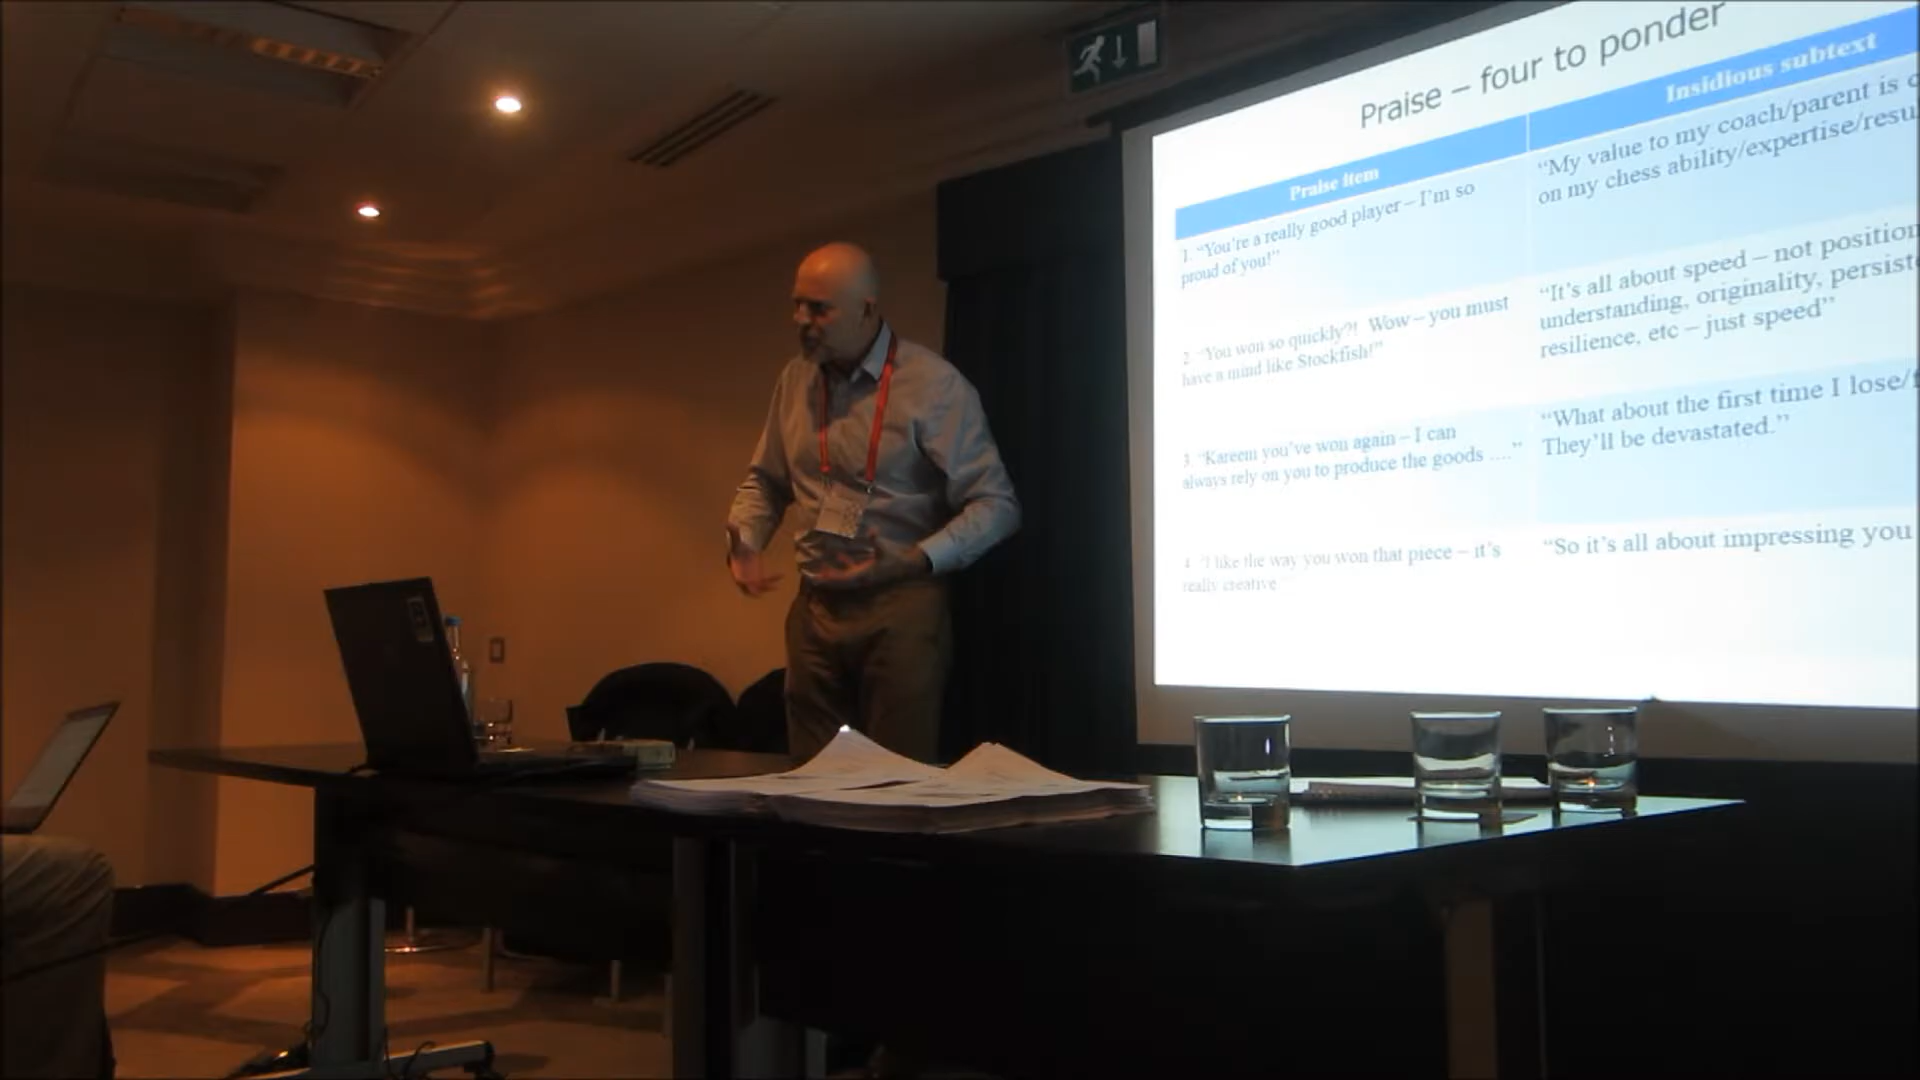 Praise – four to ponder
Praise item
Insidious subtext
1. “You’re a really good player – I’m so
proud of you!”
“My value to my coach/parent is
on my chess ability/expertise/resu
2. “You won so quickly?! Wow – you must
have a mind like Stockfish!”
“It’s all about speed – not position
understanding, originality, persist
resilience, etc – just speed”
3. “Kareem you’ve won again – I can
always rely on you to produce the goods ....”
“What about the first time I lose/
They’ll be devastated.”
4. “I like the way you won that piece – it’s
really creative”
“So it’s all about impressing you